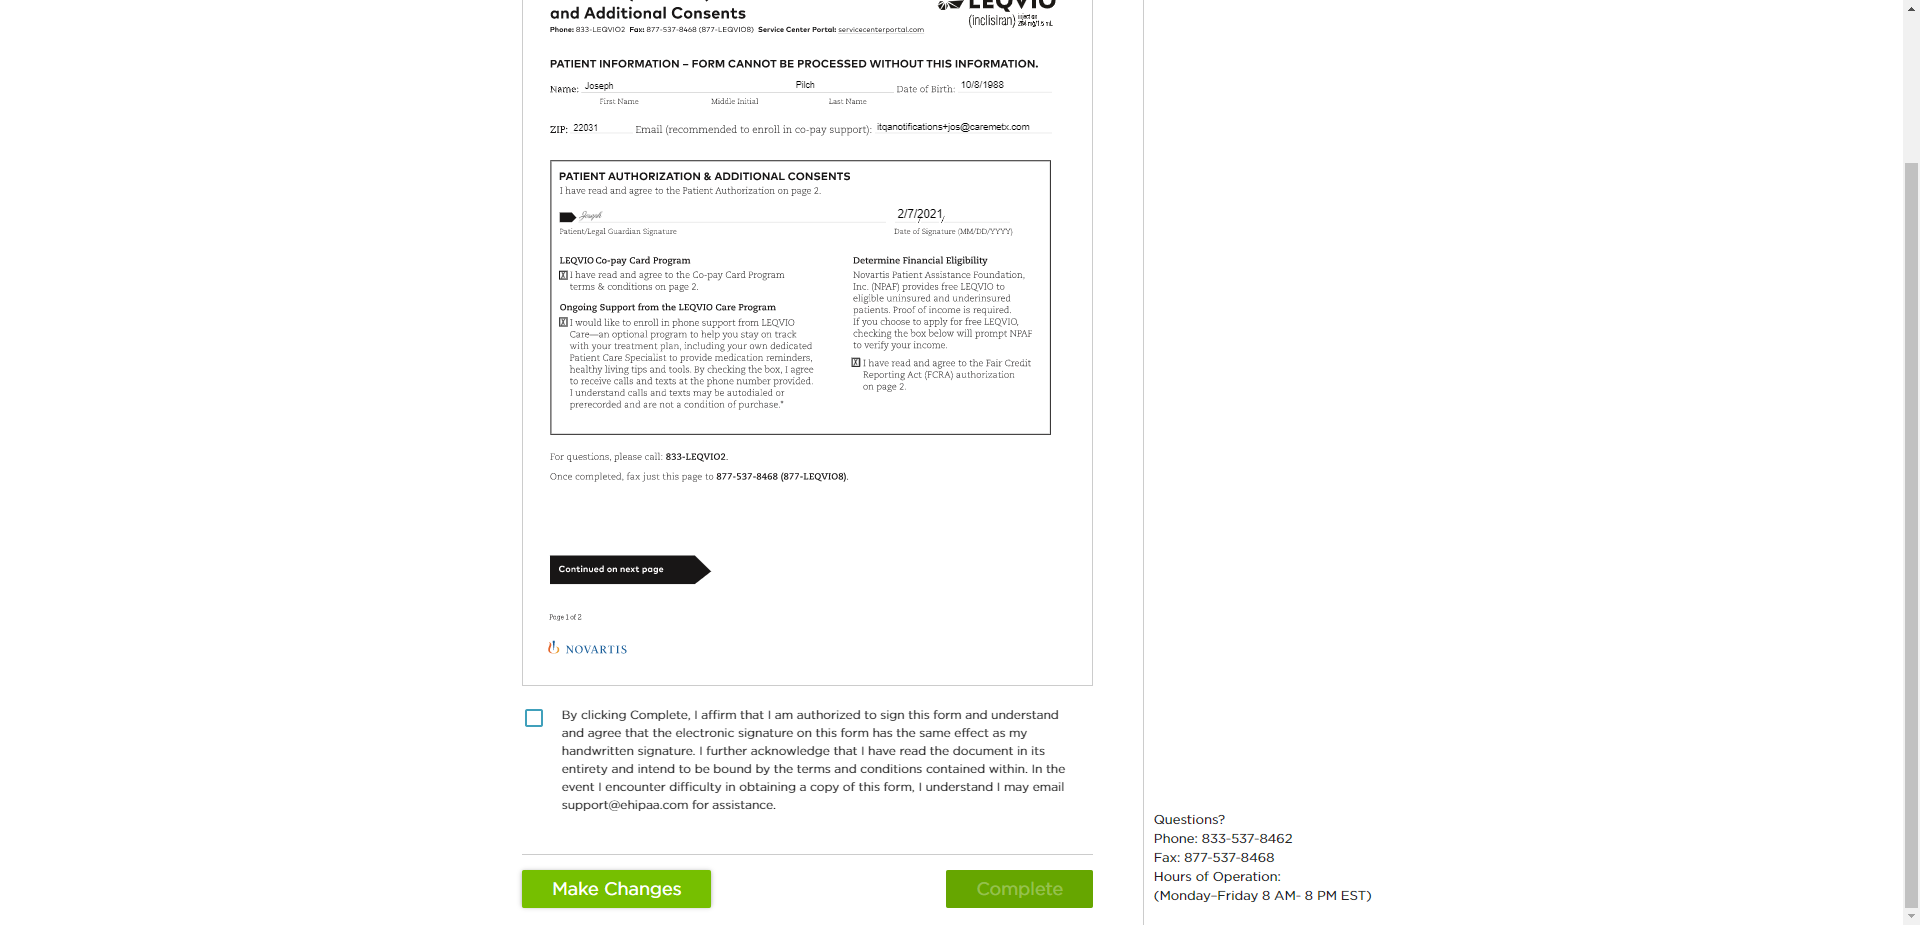 LEQVIO
and Additional Consents
(inclisiran) injection
284 mg/1.5 mL
Phone: 833-LEQVIO2 Fax: 877-537-8468 (877-LEQVIO8) Service Center Portal: servicecenterportal.com
PATIENT INFORMATION – FORM CANNOT BE PROCESSED WITHOUT THIS INFORMATION.
Name: Joseph Pilch Date of Birth: 10/8/1988
First Name Middle Initial Last Name
ZIP: 22031 Email (recommended to enroll in co-pay support): itqanotifications+jos@caremetx.com
PATIENT AUTHORIZATION & ADDITIONAL CONSENTS
I have read and agree to the Patient Authorization on page 2.
Joseph 2/7/2021
Patient/Legal Guardian Signature Date of Signature (MM/DD/YYYY)
LEQVIO Co-pay Card Program
X I have read and agree to the Co-pay Card Program
terms & conditions on page 2.
Ongoing Support from the LEQVIO Care Program
X I would like to enroll in phone support from LEQVIO
Care—an optional program to help you stay on track
with your treatment plan, including your own dedicated
Patient Care Specialist to provide medication reminders,
healthy living tips and tools. By checking the box, I agree
to receive calls and texts at the phone number provided.
I understand calls and texts may be autodialed or
prerecorded and are not a condition of purchase.*
Determine Financial Eligibility
Novartis Patient Assistance Foundation,
Inc. (NPAF) provides free LEQVIO to
eligible uninsured and underinsured
patients. Proof of income is required.
If you choose to apply for free LEQVIO,
checking the box below will prompt NPAF
to verify your income.
X I have read and agree to the Fair Credit
Reporting Act (FCRA) authorization
on page 2.
For questions, please call: 833-LEQVIO2.
Once completed, fax just this page to 877-537-8468 (877-LEQVIO8).
Continued on next page
Page 1 of 2
NOVARTIS
By clicking Complete, I affirm that I am authorized to sign this form and understand
and agree that the electronic signature on this form has the same effect as my
handwritten signature. I further acknowledge that I have read the document in its
entirety and intend to be bound by the terms and conditions contained within. In the
event I encounter difficulty in obtaining a copy of this form, I understand I may email
support@ehipaa.com for assistance.
Make Changes Complete
Questions?
Phone: 833-537-8462
Fax: 877-537-8468
Hours of Operation:
(Monday–Friday 8 AM- 8 PM EST)